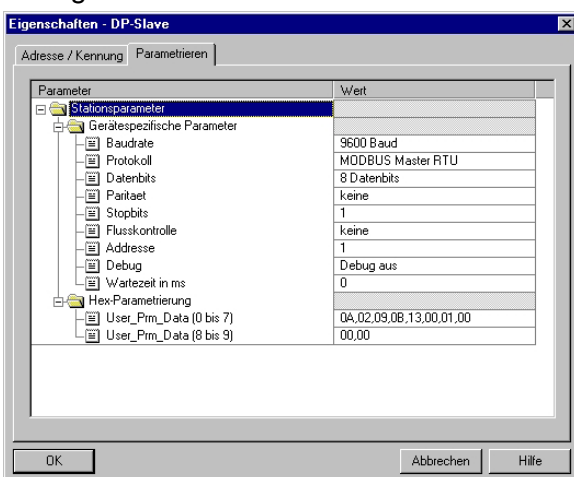 Eigenschaften - DP-Slave
Adresse / Kennung Parametrieren
Parameter Wert
Stationsparameter
Gerätespezifische Parameter
Baudrate 9600 Baud
Protokoll MODBUS Master RTU
Datenbits 8 Datenbits
Paritaet keine
Stopbits 1
Flusskontrolle keine
Addresse 1
Debug Debug aus
Wartezeit in ms 0
Hex-Parametrierung
User_Prm_Data (0 bis 7) 0A,02,09,0B,13,00,01,00
User_Prm_Data (8 bis 9) 00,00
OK Abbrechen Hilfe